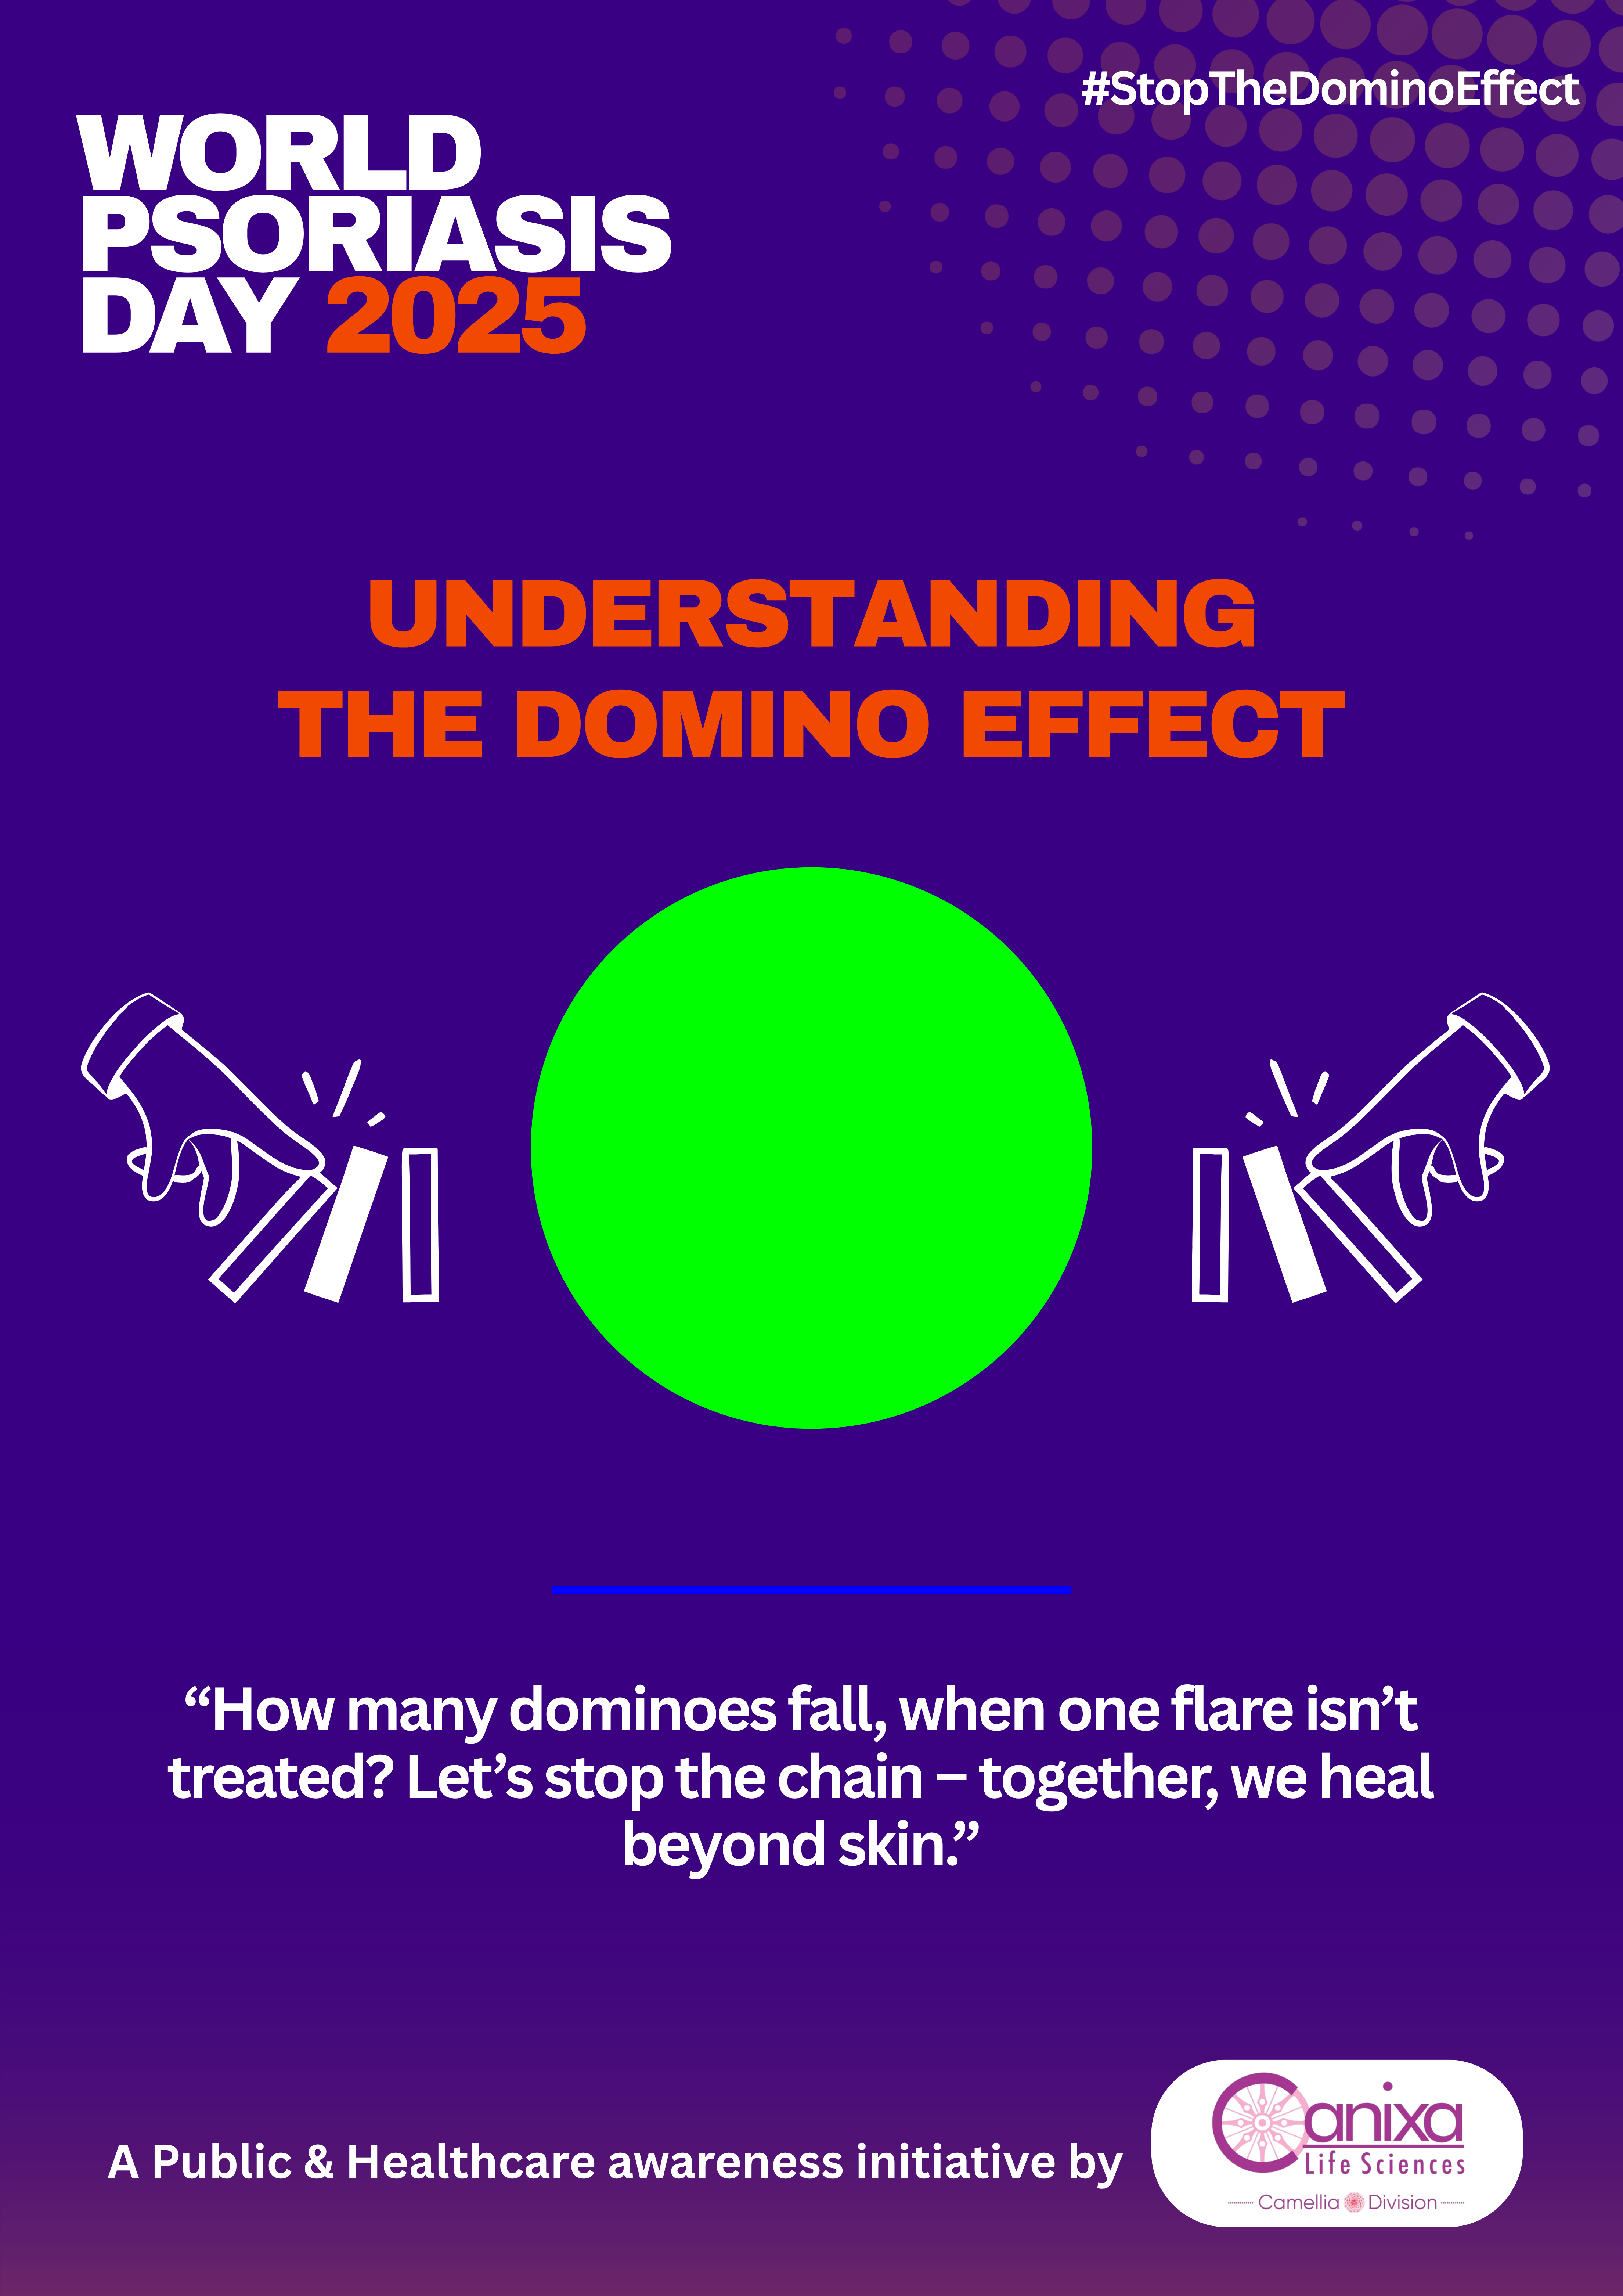 #StopTheDominoEffect
WORLD
PSORIASIS
DAY 2025
UNDERSTANDING
THE DOMINO EFFECT
“How many dominoes fall, when one flare isn’t
treated? Let’s stop the chain – together, we heal
beyond skin.”
A Public & Healthcare awareness initiative by
Canixa
Life Sciences
Camellia Division